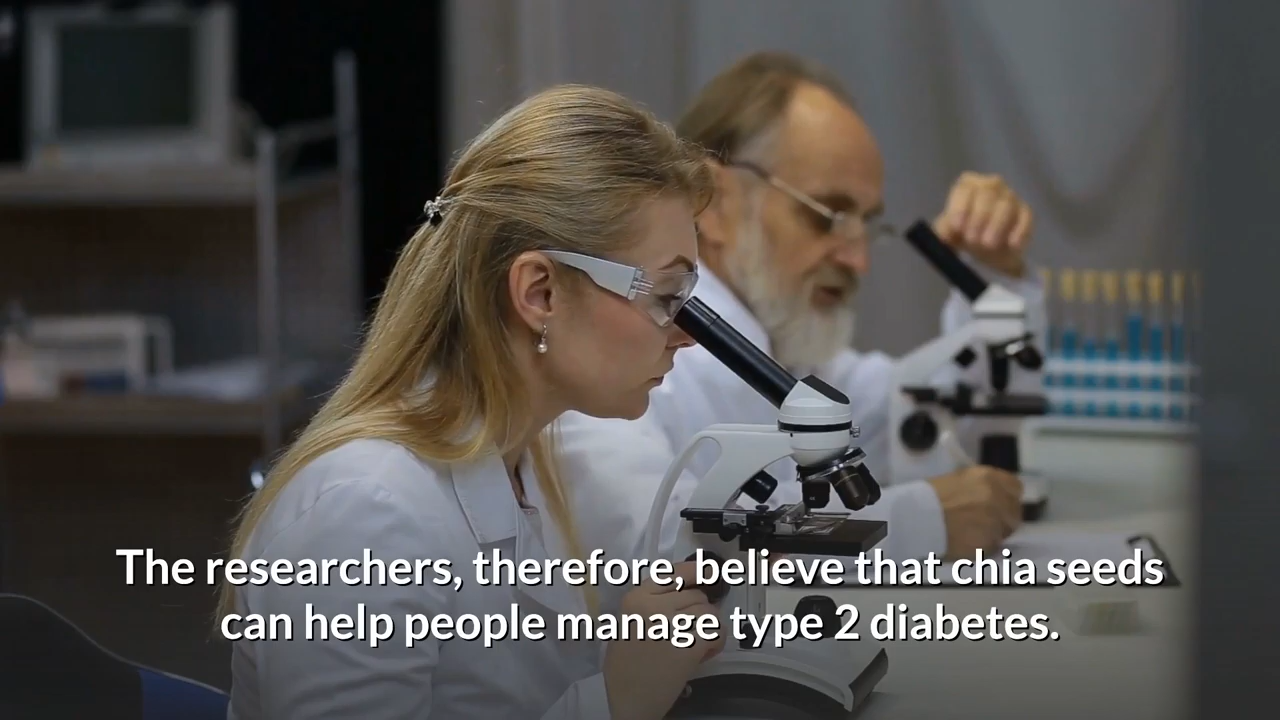 The researchers, therefore, believe that chia seeds
can help people manage type 2 diabetes.